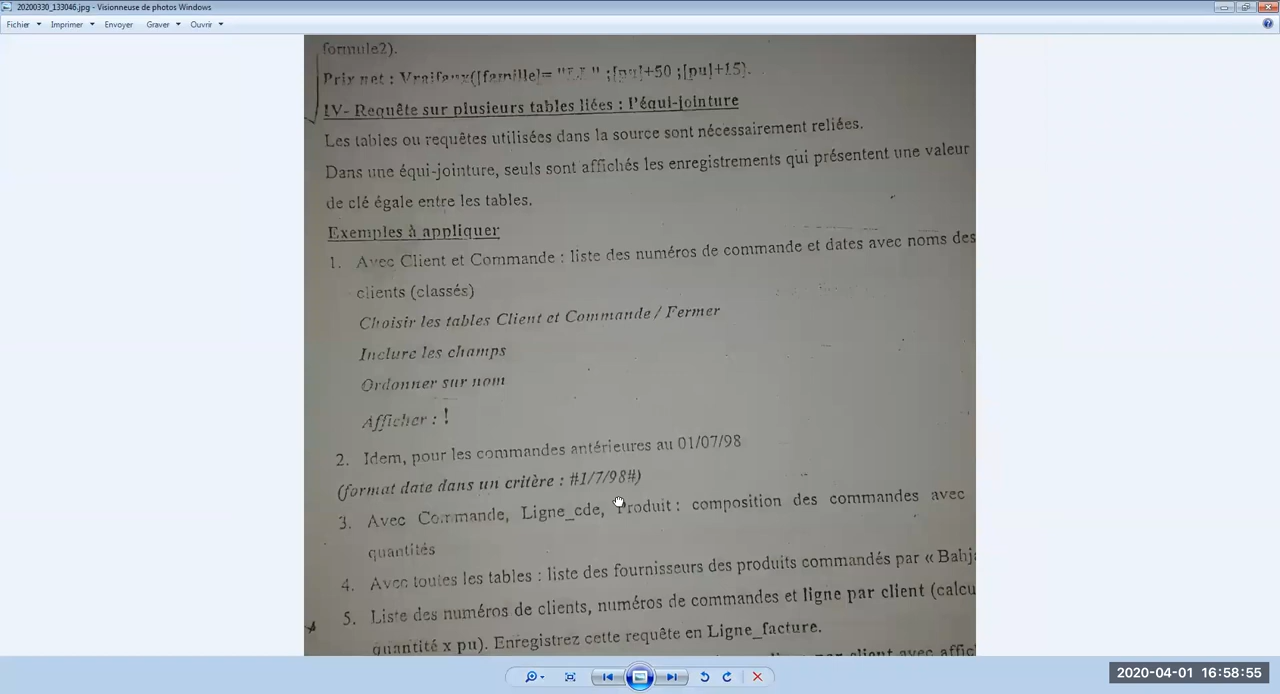 20200330_133046.jpg - Visionneuse de photos Windows
Fichier Imprimer Envoyer Graver Ouvrir
formule2).
Prix net : Vraifaux([famille]= "LI" ;[pu]+50 ;[pu]+15).
IV- Requête sur plusieurs tables liées : l'équi-jointure
Les tables ou requêtes utilisées dans la source sont nécessairement reliées.
Dans une équi-jointure, seuls sont affichés les enregistrements qui présentent une valeur
de clé égale entre les tables.
Exemples à appliquer
1. Avec Client et Commande : liste des numéros de commande et dates avec noms des
clients (classés)
Choisir les tables Client et Commande / Fermer
Inclure les champs
Ordonner sur nom
Afficher : !
2. Idem, pour les commandes antérieures au 01/07/98
(format date dans un critère : #1/7/98#)
3. Avec Commande, Ligne_cde, Produit : composition des commandes avec
quantités
4. Avec toutes les tables : liste des fournisseurs des produits commandés par « Bahja
5. Liste des numéros de clients, numéros de commandes et ligne par client (calcu
quantité x pu). Enregistrez cette requête en Ligne_facture.
par client avec affic
2020-04-01 16:58:55